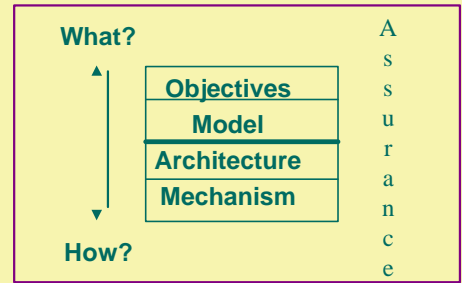 What?
Objectives
Model
Architecture
Mechanism
How?
A
s
s
u
r
a
n
c
e